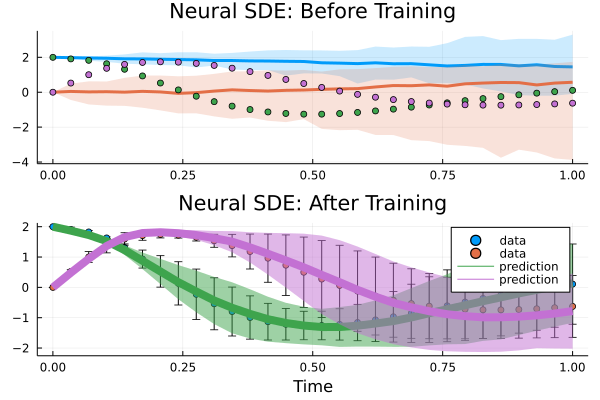 Neural SDE: Before Training
2
0
−2
−4
0.00 0.25 0.50 0.75 1.00
Neural SDE: After Training
2
1
0
−1
−2
data
data
prediction
prediction
0.00 0.25 0.50 0.75 1.00
Time